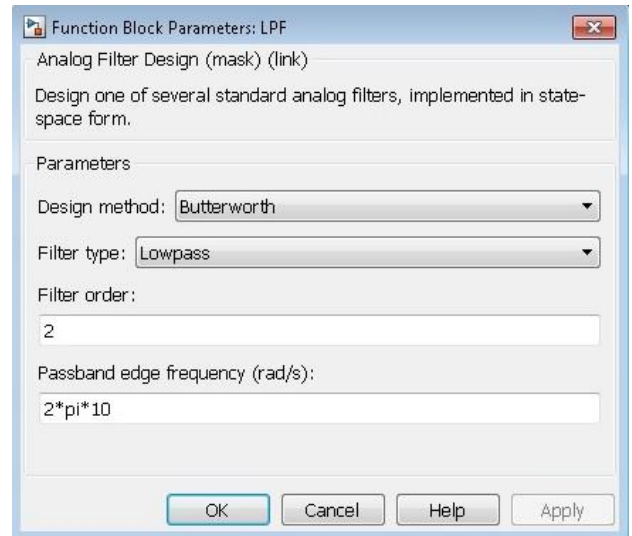 Function Block Parameters: LPF
Analog Filter Design (mask) (link)
Design one of several standard analog filters, implemented in state-
space form.
Parameters
Design method: Butterworth
Filter type: Lowpass
Filter order:
2
Passband edge frequency (rad/s):
2*pi*10
OK Cancel Help Apply